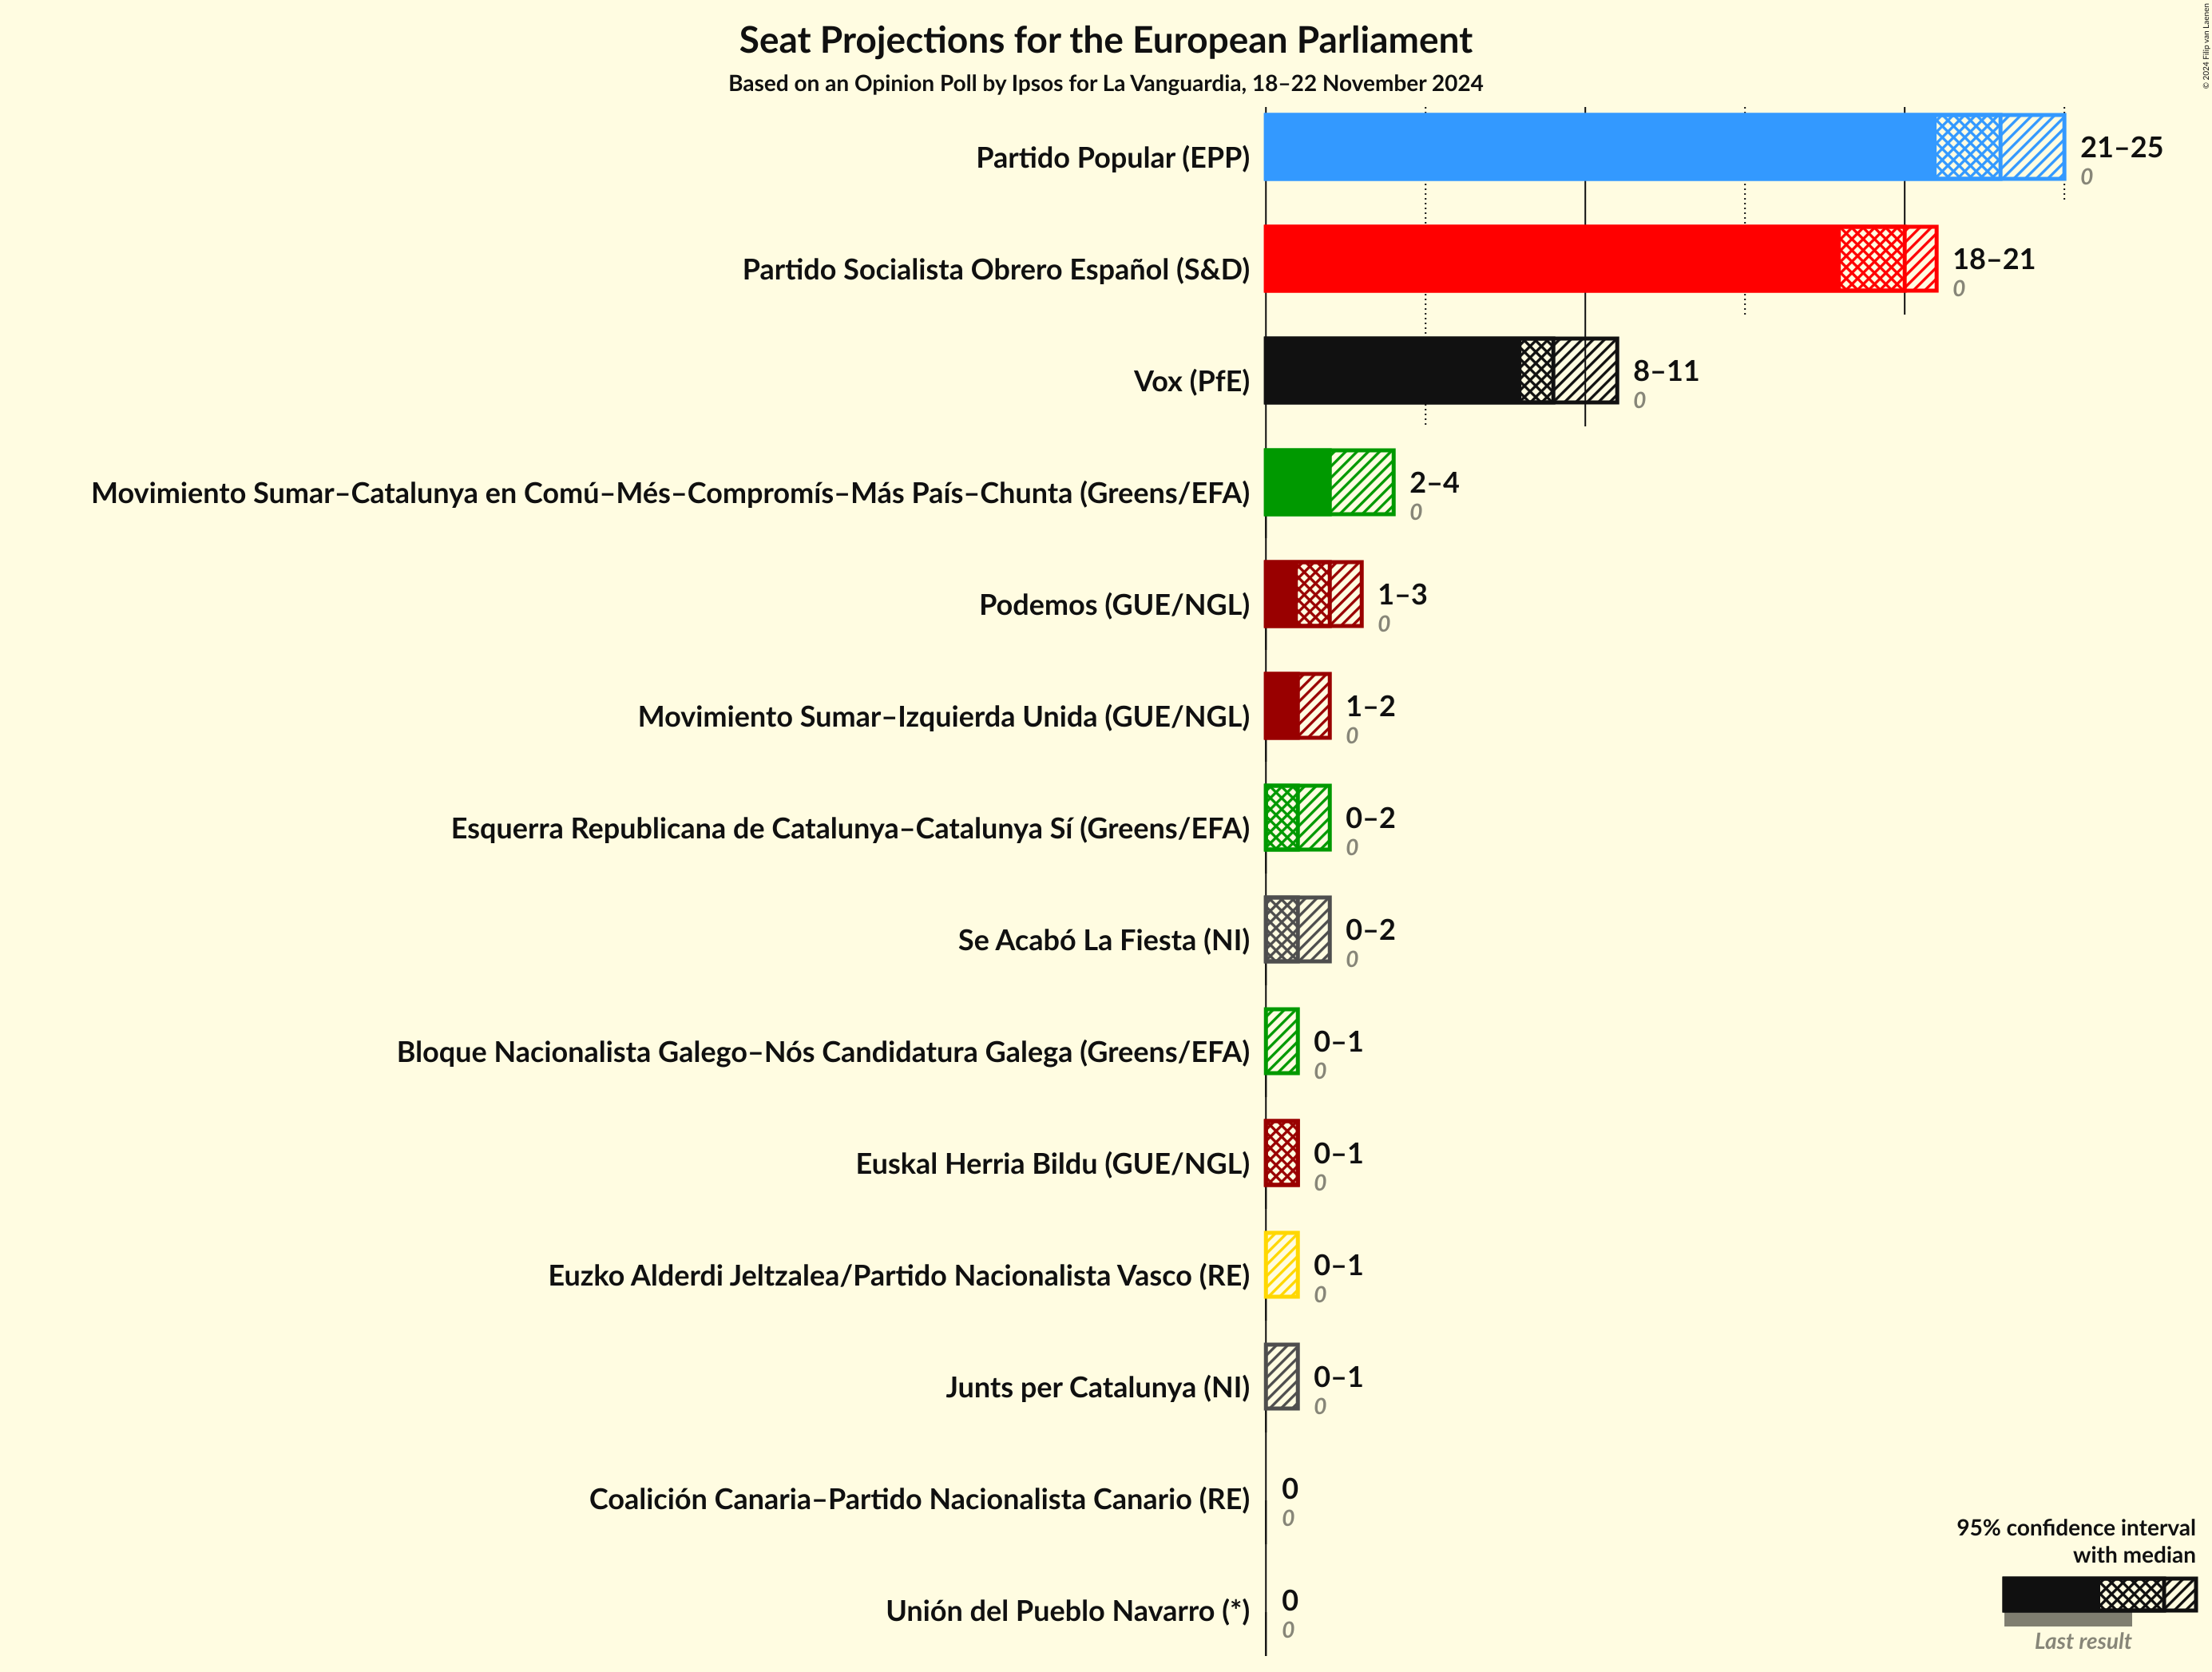 Seat Projections for the European Parliament
Based on an Opinion Poll by Ipsos for La Vanguardia, 18–22 November 2024
© 2024 Filip van Laenen
Partido Popular (EPP)
21–25
0
Partido Socialista Obrero Español (S&D)
18–21
0
Vox (PfE)
8–11
0
Movimiento Sumar–Catalunya en Comú–Més–Compromís–Más País–Chunta (Greens/EFA)
2–4
0
Podemos (GUE/NGL)
1–3
0
Movimiento Sumar–Izquierda Unida (GUE/NGL)
1–2
0
Esquerra Republicana de Catalunya–Catalunya Sí (Greens/EFA)
0–2
0
Se Acabó La Fiesta (NI)
0–2
0
Bloque Nacionalista Galego–Nós Candidatura Galega (Greens/EFA)
0–1
0
Euskal Herria Bildu (GUE/NGL)
0–1
0
Euzko Alderdi Jeltzalea/Partido Nacionalista Vasco (RE)
0–1
0
Junts per Catalunya (NI)
0–1
0
Coalición Canaria–Partido Nacionalista Canario (RE)
0
0
Unión del Pueblo Navarro (*)
0
0
95% confidence interval
with median
Last result